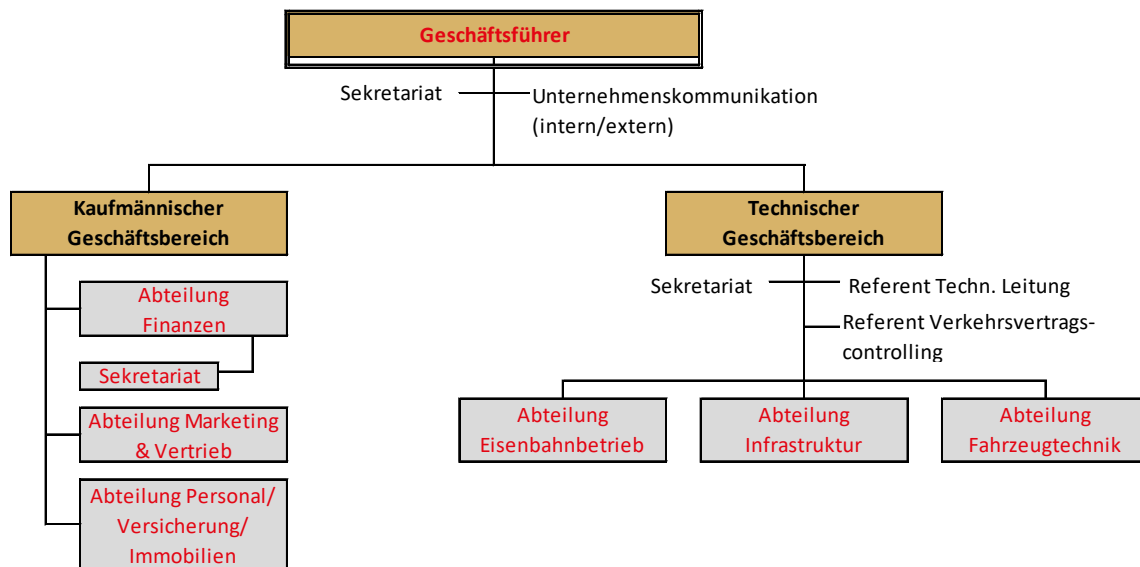 Geschäftsführer
Sekretariat
Unternehmenskommunikation
(intern/extern)
Kaufmännischer
Geschäftsbereich
Technischer
Geschäftsbereich
Abteilung
Finanzen
Sekretariat
Abteilung Marketing
& Vertrieb
Abteilung Personal/
Versicherung/
Immobilien
Sekretariat
Referent Techn. Leitung
Referent Verkehrsvertrags-
controlling
Abteilung
Eisenbahnbetrieb
Abteilung
Infrastruktur
Abteilung
Fahrzeugtechnik